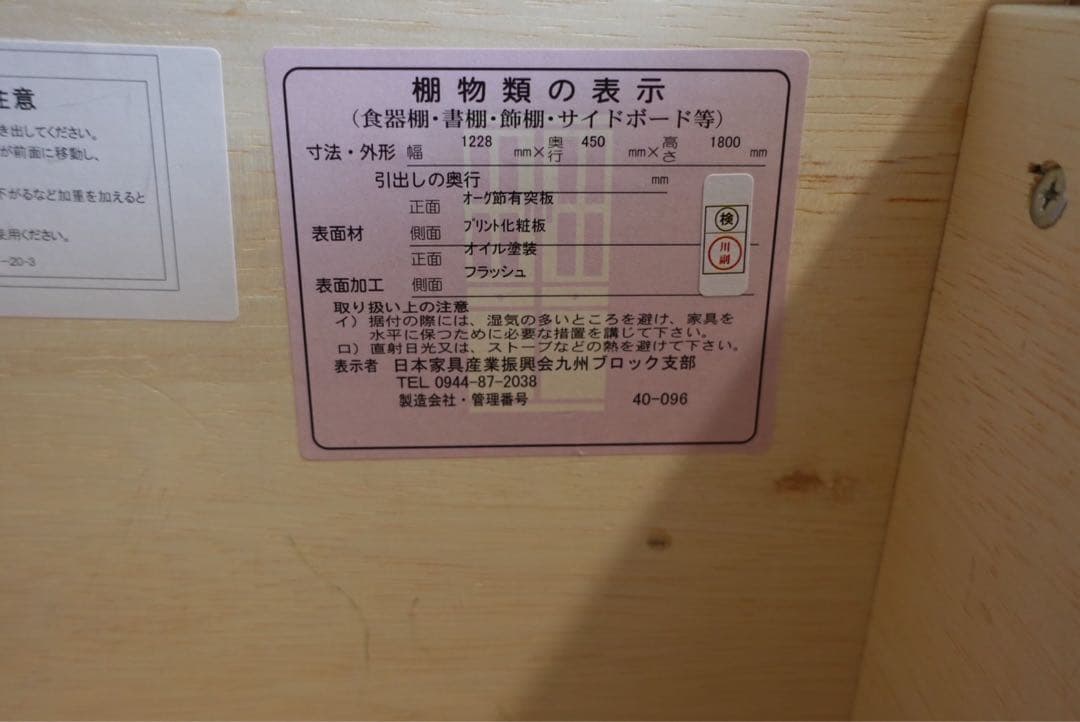 主意
き出してください。
が前面に移動し、
下がるなど加重を加えると
用ください。
-20-3
棚物類の表示
(食器棚・書棚・飾棚・サイドボード等)
寸法・外形 幅 1228 mm×奥行 450 mm×高さ 1800 mm
引出しの奥行 mm
表面材 正面 オーク節有突板
側面 プリント化粧板
表面加工 正面 オイル塗装
側面 フラッシュ
検
川副
取り扱い上の注意
イ) 据付の際には、湿気の多いところを避け、家具を
水平に保つために必要な措置を講じて下さい。
ロ) 直射日光又は、ストーブなどの熱を避けて下さい。
表示者 日本家具産業振興会九州ブロック支部
TEL 0944-87-2038
製造会社・管理番号 40-096